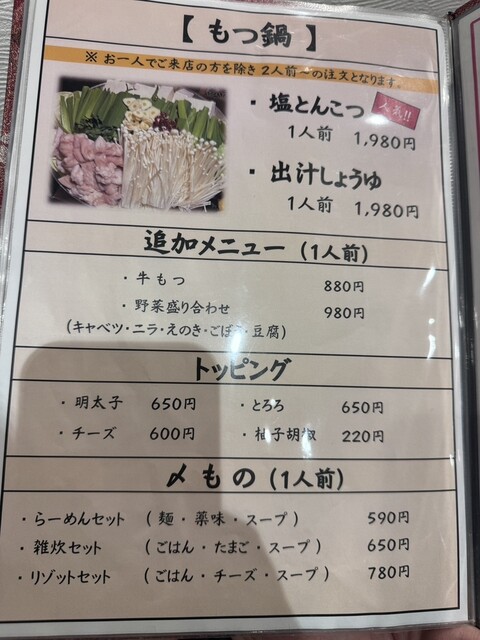 【 もつ鍋 】
※ お一人でご来店の方を除き 2人前〜の注文となります。
・ 塩とんこつ 人気!!
1人前 1,980円
・ 出汁しょうゆ
1人前 1,980円
追加メニュー (1人前)
・牛もつ 880円
・野菜盛り合わせ 980円
(キャベツ・ニラ・えのき・ごぼう・豆腐)
トッピング
・明太子 650円 ・とろろ 650円
・チーズ 600円 ・柚子胡椒 220円
〆もの (1人前)
・らーめんセット (麺・薬味・スープ) 590円
・雑炊セット (ごはん・たまご・スープ) 650円
・リゾットセット (ごはん・チーズ・スープ) 780円